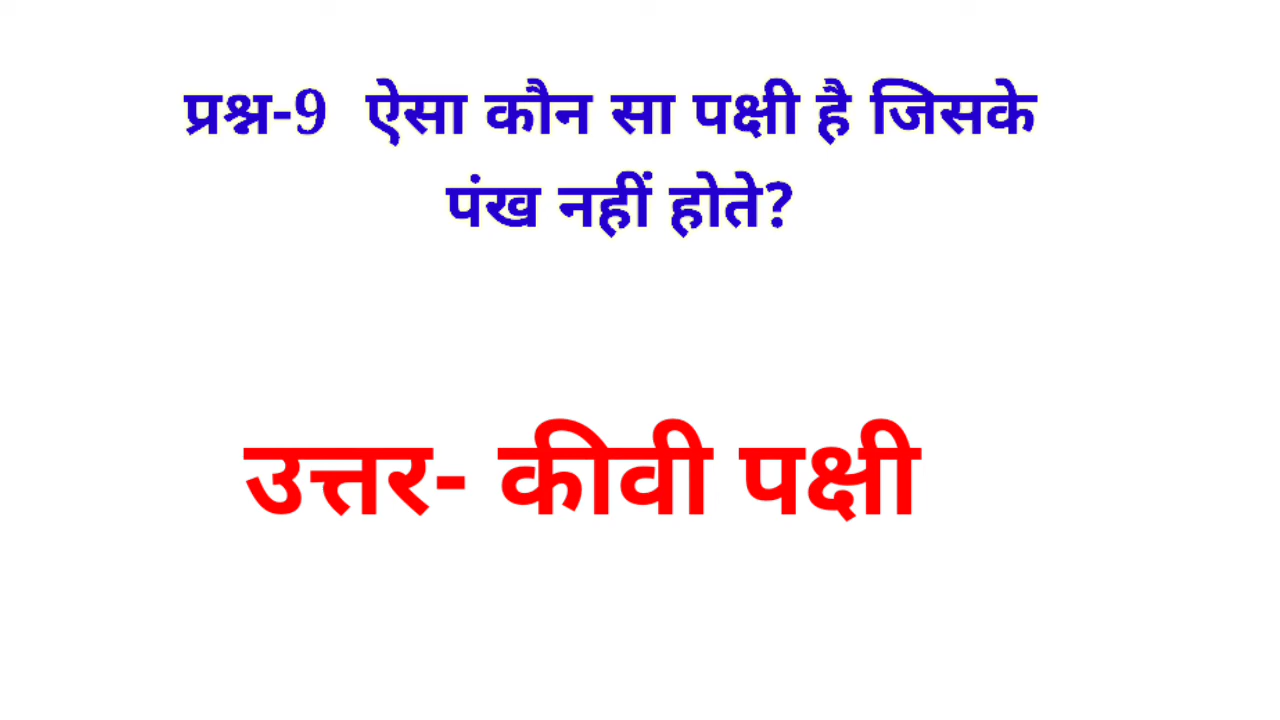 प्रश्न-9 ऐसा कौन सा पक्षी है जिसके
पंख नहीं होते?
उत्तर- कीवी पक्षी